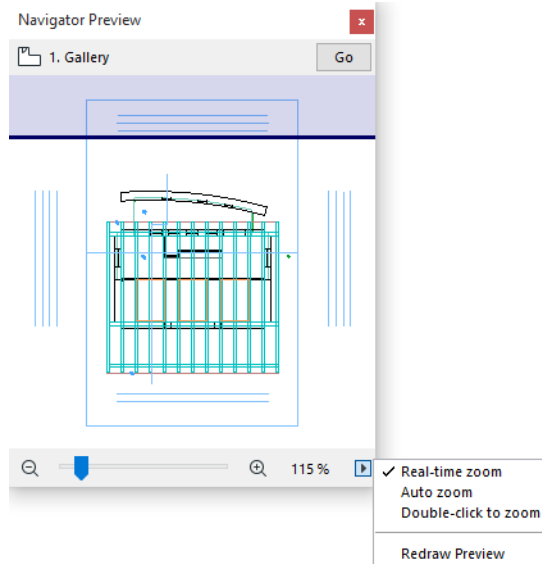 Navigator Preview
x
1. Gallery
Go
115 %
Real-time zoom
Auto zoom
Double-click to zoom
Redraw Preview